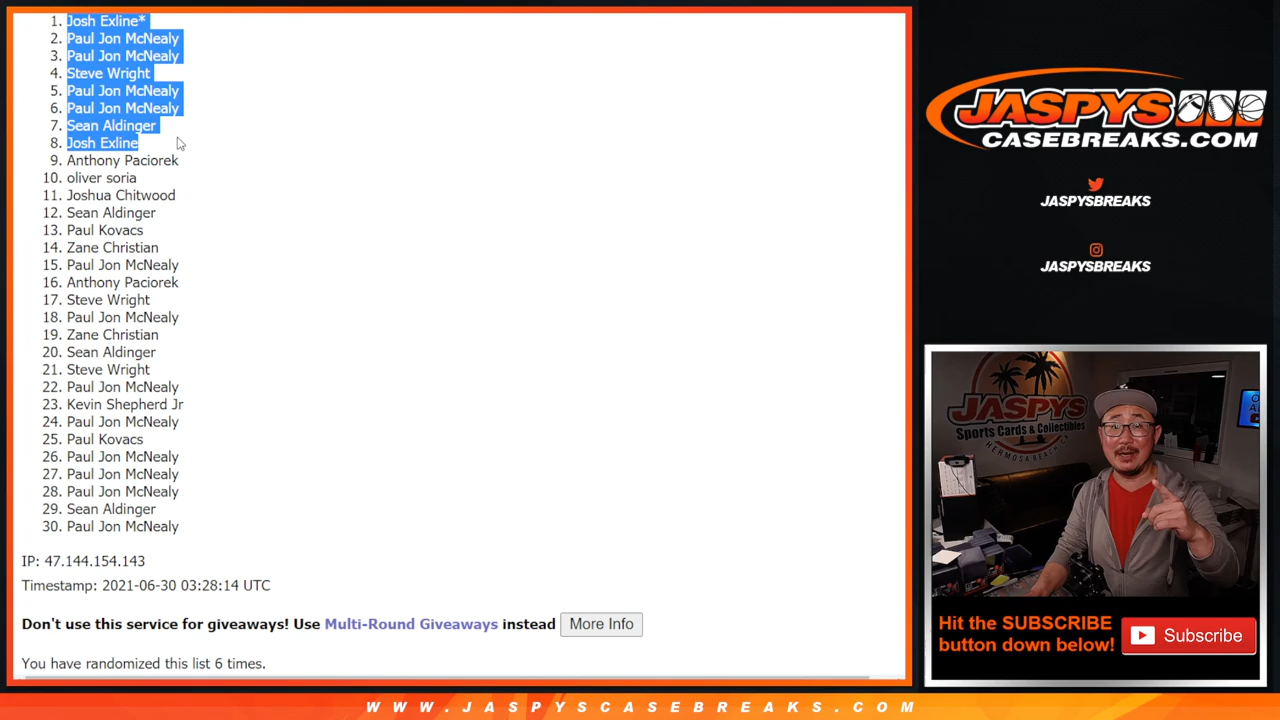 1. Josh Exline*
2. Paul Jon McNealy
3. Paul Jon McNealy
4. Steve Wright
5. Paul Jon McNealy
6. Paul Jon McNealy
7. Sean Aldinger
8. Josh Exline
9. Anthony Paciorek
10. oliver soria
11. Joshua Chitwood
12. Sean Aldinger
13. Paul Kovacs
14. Zane Christian
15. Paul Jon McNealy
16. Anthony Paciorek
17. Steve Wright
18. Paul Jon McNealy
19. Zane Christian
20. Sean Aldinger
21. Steve Wright
22. Paul Jon McNealy
23. Kevin Shepherd Jr
24. Paul Jon McNealy
25. Paul Kovacs
26. Paul Jon McNealy
27. Paul Jon McNealy
28. Paul Jon McNealy
29. Sean Aldinger
30. Paul Jon McNealy
IP: 47.144.154.143
Timestamp: 2021-06-30 03:28:14 UTC
Don't use this service for giveaways! Use Multi-Round Giveaways instead More Info
You have randomized this list 6 times.
JASPYS
CASEBREAKS.COM
JASPYSBREAKS
JASPYSBREAKS
JASPYS
Sports Cards & Collectibles
HERMOSA BEACH, CA
Hit the SUBSCRIBE
button down below!
Subscribe
WWW.JASPYSCASEBREAKS.COM